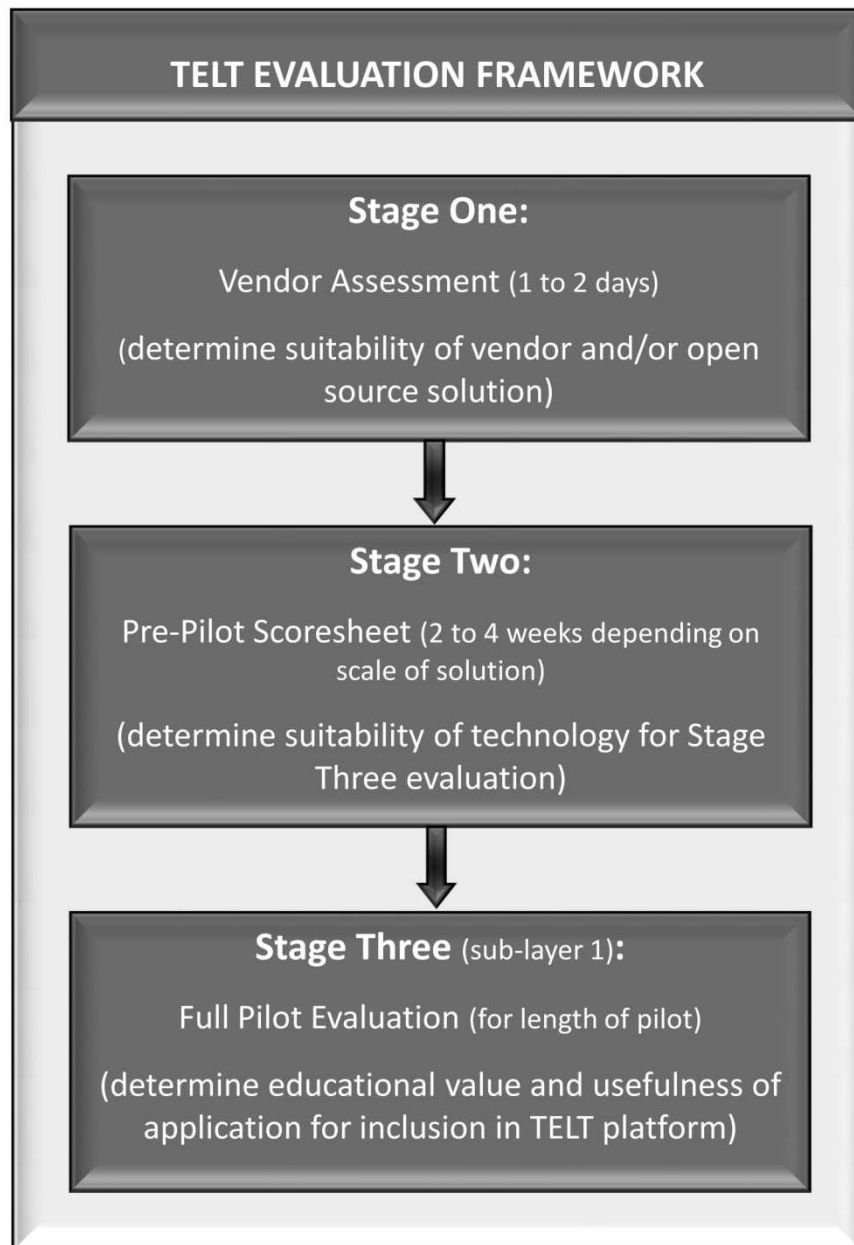 TELT EVALUATION FRAMEWORK
Stage One:
Vendor Assessment (1 to 2 days)
(determine suitability of vendor and/or open
source solution)
Stage Two:
Pre-Pilot Scoresheet (2 to 4 weeks depending on
scale of solution)
(determine suitability of technology for Stage
Three evaluation)
Stage Three (sub-layer 1):
Full Pilot Evaluation (for length of pilot)
(determine educational value and usefulness of
application for inclusion in TELT platform)